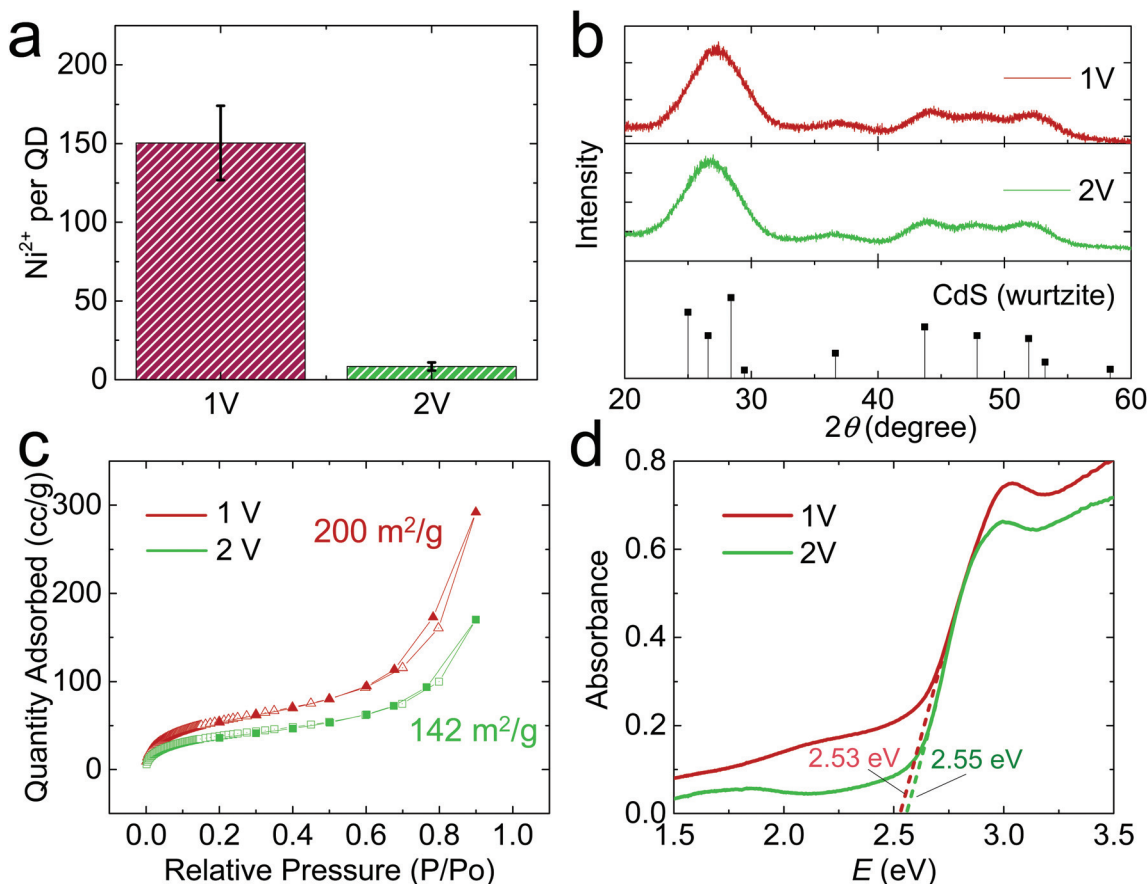 a
200
150
100
50
0
Ni²⁺ per QD
1V
2V
b
1V
2V
CdS (wurtzite)
Intensity
20
30
40
50
60
2θ (degree)
c
300
200
100
0
Quantity Adsorbed (cc/g)
1 V
2 V
200 m²/g
142 m²/g
0.0
0.2
0.4
0.6
0.8
1.0
Relative Pressure (P/Po)
d
0.8
0.6
0.4
0.2
0.0
Absorbance
1V
2V
2.53 eV
2.55 eV
1.5
2.0
2.5
3.0
3.5
E (eV)